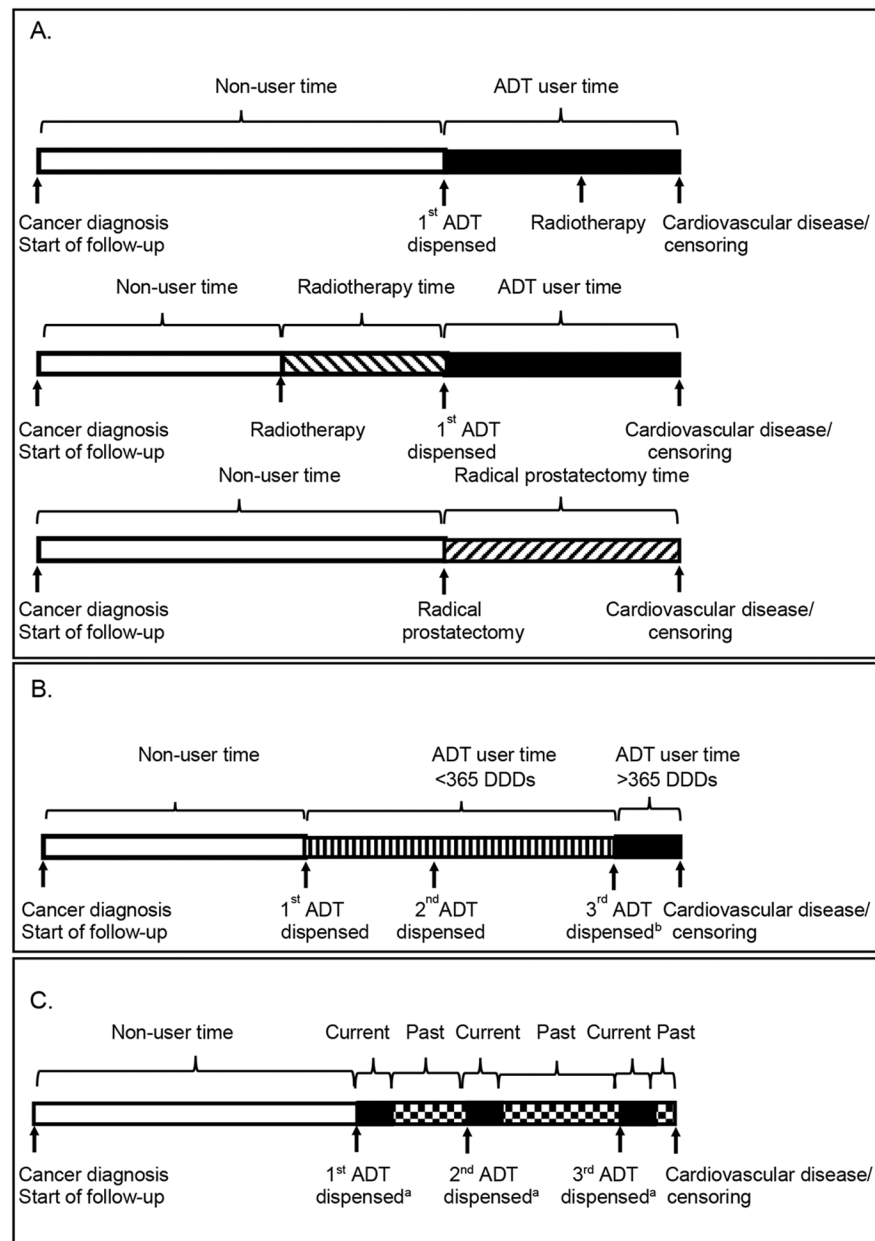 A.
Non-user time ADT user time
Cancer diagnosis 1st ADT Radiotherapy Cardiovascular disease/
Start of follow-up dispensed censoring
Non-user time Radiotherapy time ADT user time
Cancer diagnosis Radiotherapy 1st ADT Cardiovascular disease/
Start of follow-up dispensed censoring
Non-user time Radical prostatectomy time
Cancer diagnosis Radical Cardiovascular disease/
Start of follow-up prostatectomy censoring
B.
Non-user time ADT user time ADT user time
<365 DDDs >365 DDDs
Cancer diagnosis 1st ADT 2nd ADT 3rd ADT Cardiovascular disease/
Start of follow-up dispensed dispensed dispensedb censoring
C.
Non-user time Current Past Current Past Current Past
Cancer diagnosis 1st ADT 2nd ADT 3rd ADT Cardiovascular disease/
Start of follow-up dispenseda dispenseda dispenseda censoring